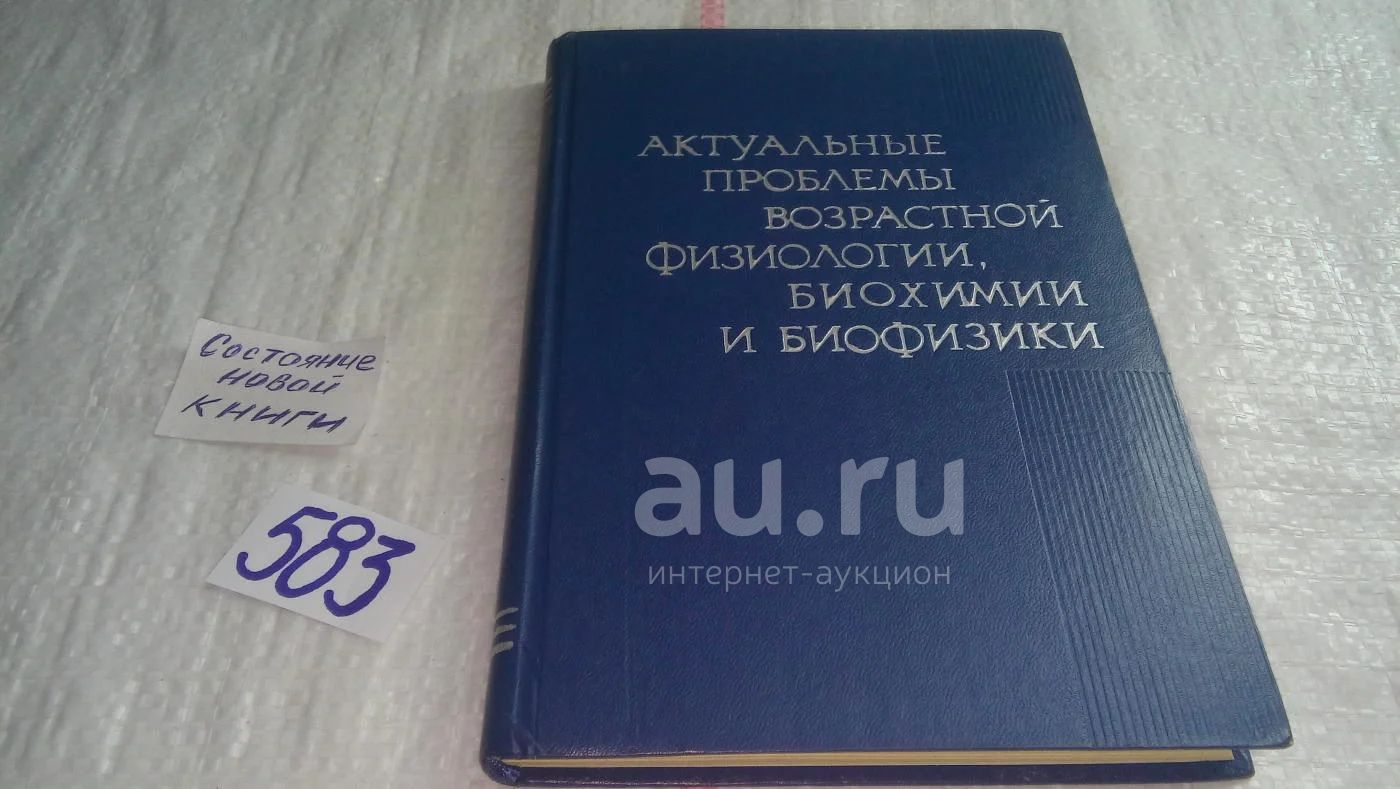 АКТУАЛЬНЫЕ
ПРОБЛЕМЫ
ВОЗРАСТНОЙ
ФИЗИОЛОГИИ,
БИОХИМИИ
И БИОФИЗИКИ
Состояние
новой
книги
583
au.ru
интернет-аукцион